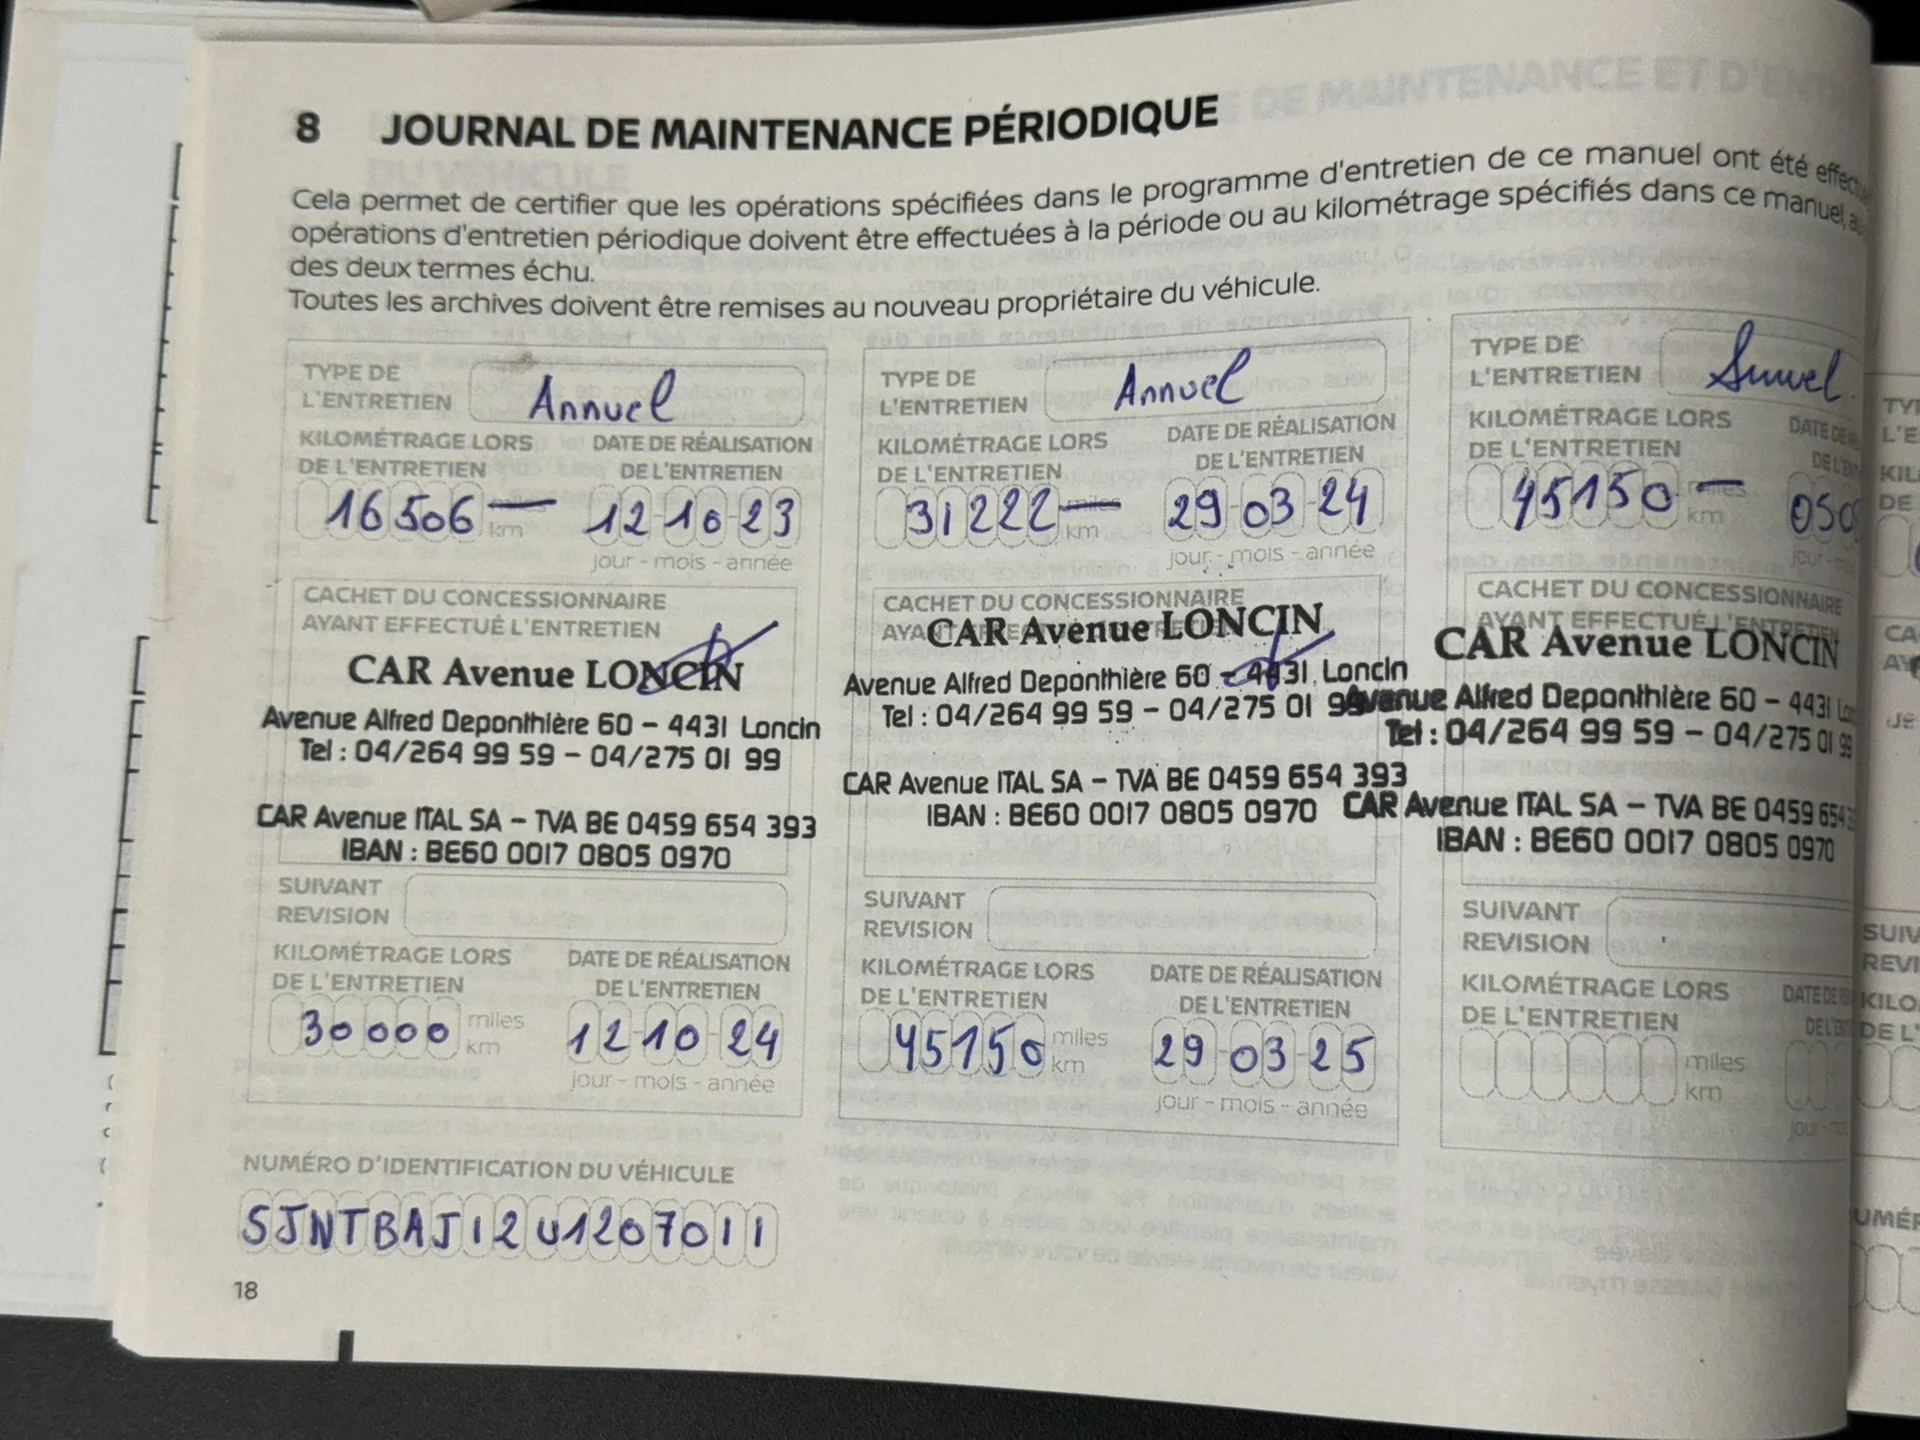 8 JOURNAL DE MAINTENANCE PÉRIODIQUE
Cela permet de certifier que les opérations spécifiées dans le programme d'entretien de ce manuel ont été
opérations d'entretien périodique doivent être effectuées à la période ou au kilométrage spécifiés dans ce manuel,
des deux termes échu.
Toutes les archives doivent être remises au nouveau propriétaire du véhicule.
TYPE DE
L'ENTRETIEN Annuel
KILOMÉTRAGE LORS DATE DE RÉALISATION
DE L'ENTRETIEN DE L'ENTRETIEN
16506 miles 12 10 23
km
jour - mois - année
CACHET DU CONCESSIONNAIRE
AYANT EFFECTUÉ L'ENTRETIEN
CAR Avenue LONCIN
Avenue Alfred Deponthière 60 - 4431 Loncin
Tel : 04/264 99 59 - 04/275 01 99
CAR Avenue ITAL SA - TVA BE 0459 654 393
IBAN : BE60 0017 0805 0970
SUIVANT
REVISION
KILOMÉTRAGE LORS DATE DE RÉALISATION
DE L'ENTRETIEN DE L'ENTRETIEN
30000 miles 12 10 24
km
jour - mois - année
TYPE DE
L'ENTRETIEN Annuel
KILOMÉTRAGE LORS DATE DE RÉALISATION
DE L'ENTRETIEN DE L'ENTRETIEN
31222 miles 29 03 24
km
jour - mois - année
CACHET DU CONCESSIONNAIRE
CAR Avenue LONCIN
Avenue Alfred Deponthière 60 - 4431 Loncin
Tel : 04/264 99 59 - 04/275 01 99
CAR Avenue ITAL SA - TVA BE 0459 654 393
IBAN : BE60 0017 0805 0970
SUIVANT
REVISION
KILOMÉTRAGE LORS DATE DE RÉALISATION
DE L'ENTRETIEN DE L'ENTRETIEN
45150 miles 29 03 25
km
jour - mois - année
TYPE DE
L'ENTRETIEN
KILOMÉTRAGE LORS DATE DE
DE L'ENTRETIEN
45150 miles 050
km
CACHET DU CONCESSIONNAIRE
AYANT EFFECTUÉ L'ENTRETIEN
CAR Avenue LONCIN
Avenue Alfred Deponthière 60 - 4431
Tel : 04/264 99 59 - 04/275 01 99
CAR Avenue ITAL SA - TVA BE 0459 654
IBAN : BE60 0017 0805 0970
SUIVANT
REVISION
KILOMÉTRAGE LORS DATE DE
DE L'ENTRETIEN
miles
km
NUMÉRO D'IDENTIFICATION DU VÉHICULE
SJNTBAJ12U1207011
18